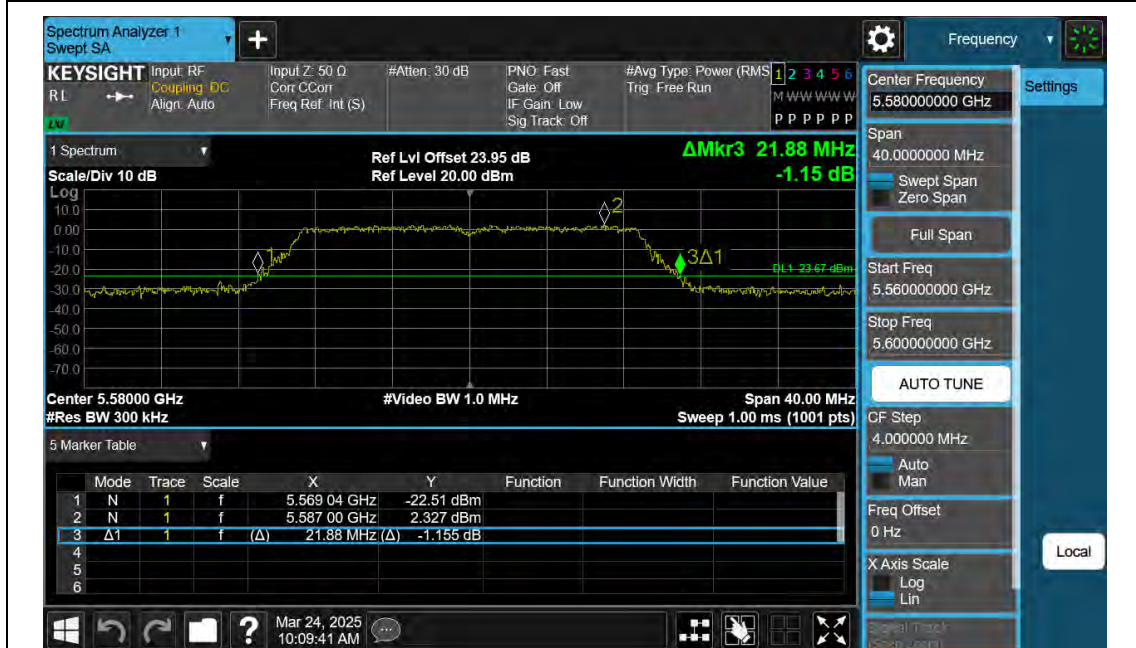 Spectrum Analyzer 1
Swept SA
+
Frequency
KEYSIGHT
RL
LXI
Input: RF
Coupling: DC
Align: Auto
Input Z: 50 Ω
Corr CCorr
Freq Ref: Int (S)
#Atten: 30 dB
PNO: Fast
Gate: Off
IF Gain: Low
Sig Track: Off
#Avg Type: Power (RMS
Trig: Free Run
1 2 3 4 5 6
M W W W W W
P P P P P P
1 Spectrum
Scale/Div 10 dB
Ref Lvl Offset 23.95 dB
Ref Level 20.00 dBm
ΔMkr3 21.88 MHz
-1.15 dB
Log
10.0
0.00
-10.0
-20.0
-30.0
-40.0
-50.0
-60.0
-70.0
1
2
3Δ1
DL1 -23.67 dBm
Center 5.58000 GHz
#Video BW 1.0 MHz
Span 40.00 MHz
#Res BW 300 kHz
Sweep 1.00 ms (1001 pts)
5 Marker Table
Mode Trace Scale X Y Function Function Width Function Value
1 N 1 f 5.569 04 GHz -22.51 dBm
2 N 1 f 5.587 00 GHz 2.327 dBm
3 Δ1 1 f (Δ) 21.88 MHz (Δ) -1.155 dB
4
5
6
Mar 24, 2025
10:09:41 AM
?
Center Frequency
5.580000000 GHz
Settings
Span
40.0000000 MHz
Swept Span
Zero Span
Full Span
Start Freq
5.560000000 GHz
Stop Freq
5.600000000 GHz
AUTO TUNE
CF Step
4.000000 MHz
Auto
Man
Freq Offset
0 Hz
X Axis Scale
Log
Lin
Local
Signal Track
(Span Zoom)